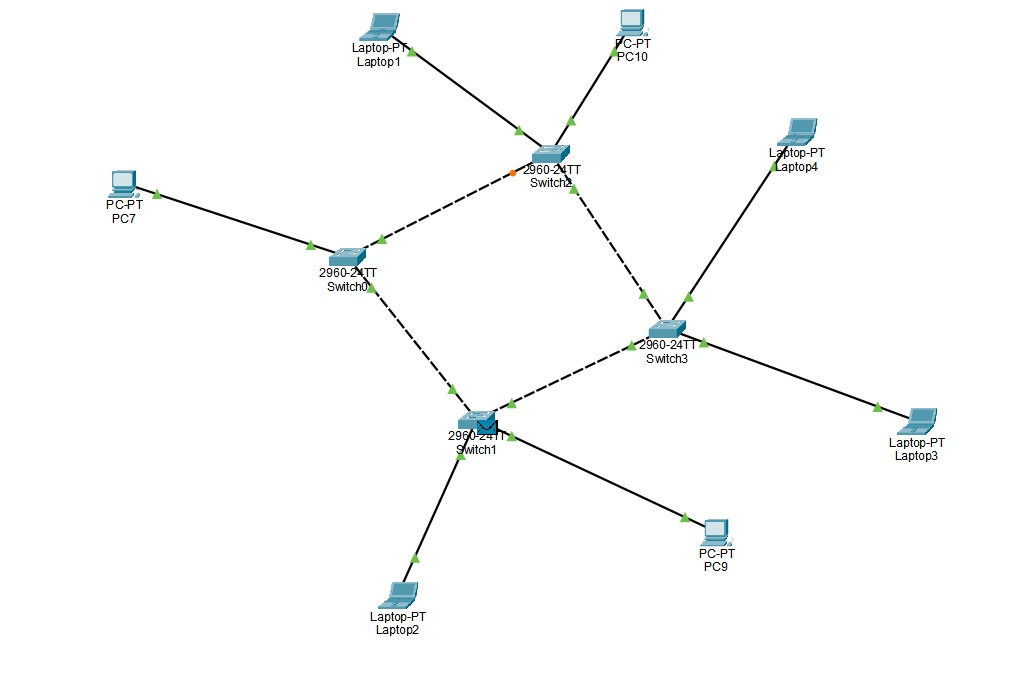 Laptop-PT
Laptop1
PC-PT
PC10
Laptop-PT
Laptop4
2960-24TT
Switch2
PC-PT
PC7
2960-24TT
Switch0
2960-24TT
Switch3
Laptop-PT
Laptop3
2960-24TT
Switch1
PC-PT
PC9
Laptop-PT
Laptop2